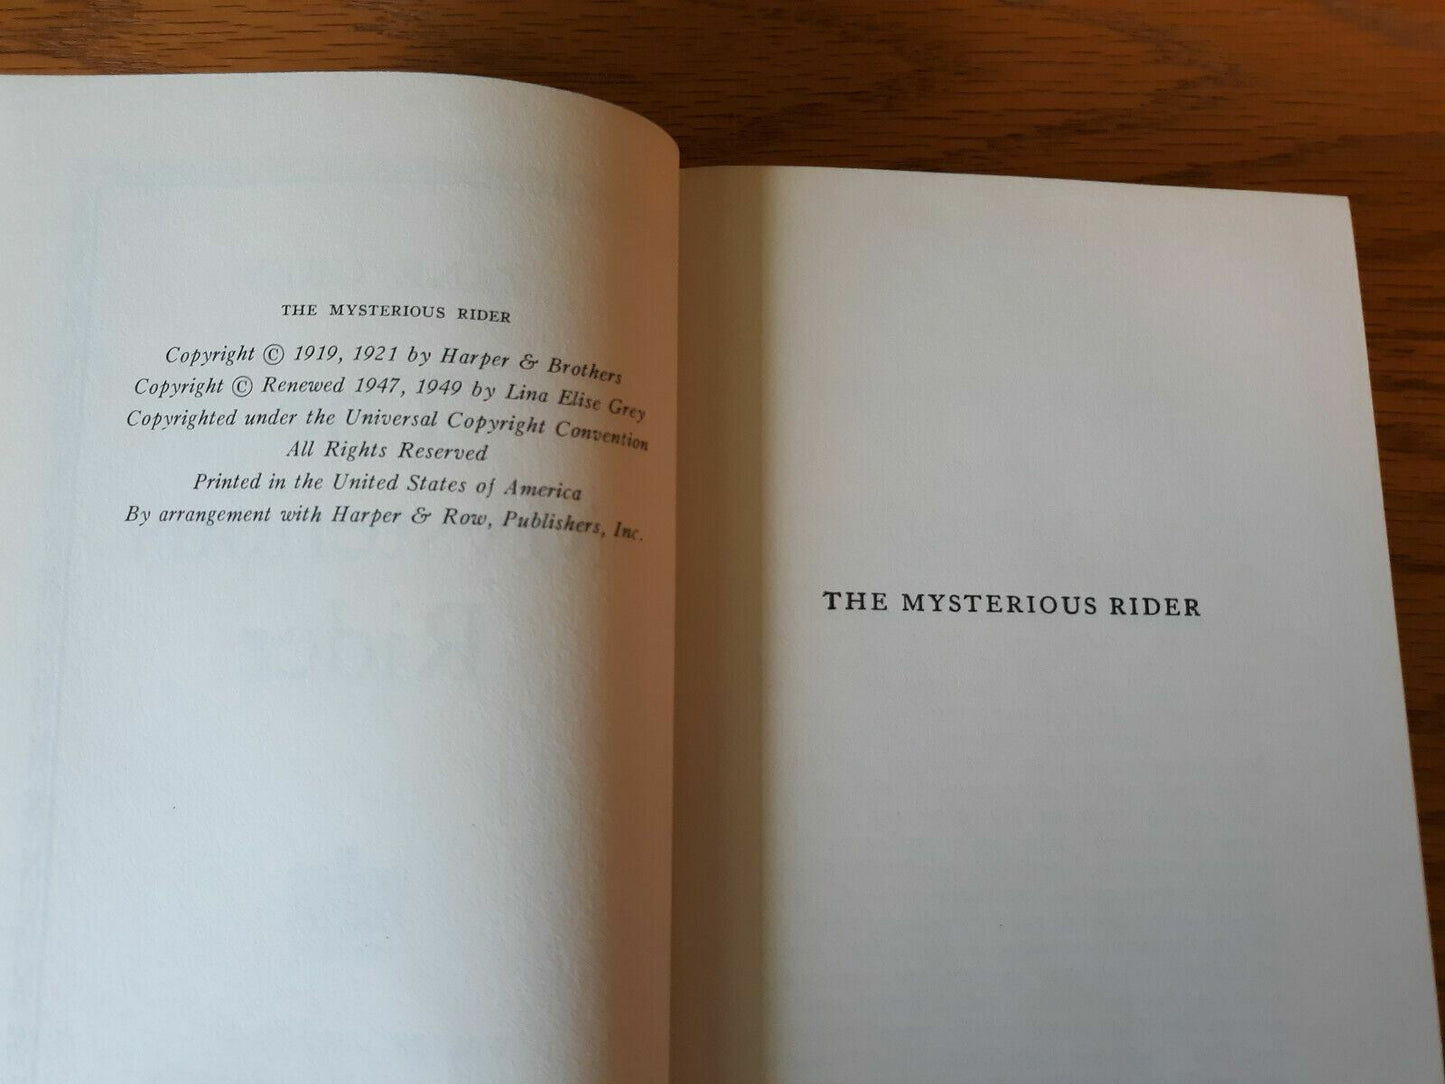 THE MYSTERIOUS RIDER
Copyright © 1919, 1921 by Harper & Brothers
Copyright © Renewed 1947, 1949 by Lina Elise Grey
Copyrighted under the Universal Copyright Convention
All Rights Reserved
Printed in the United States of America
By arrangement with Harper & Row, Publishers, Inc.
THE MYSTERIOUS RIDER